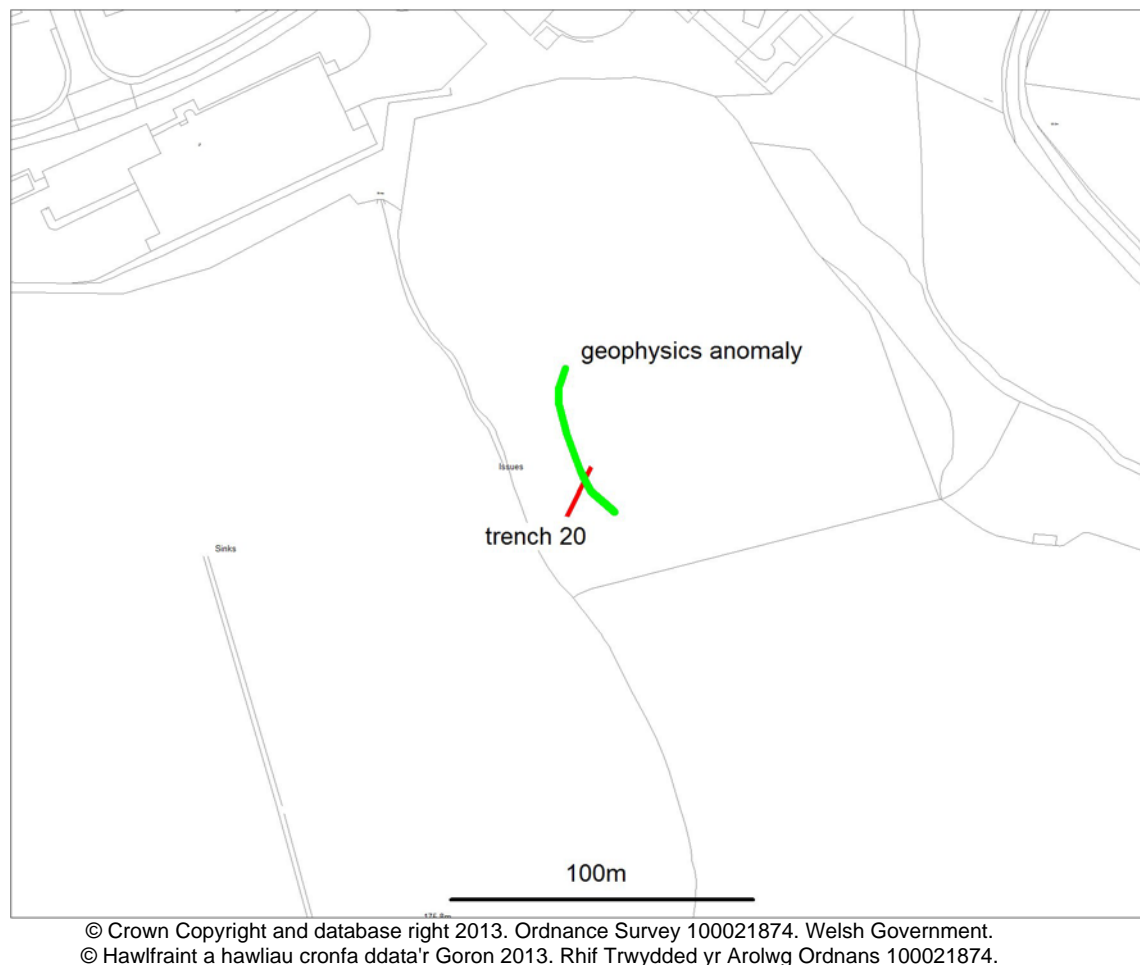 geophysics anomaly
Issues
trench 20
Sinks
100m
© Crown Copyright and database right 2013. Ordnance Survey 100021874. Welsh Government.
© Hawlfraint a hawliau cronfa ddata'r Goron 2013. Rhif Trwydded yr Arolwg Ordnans 100021874.